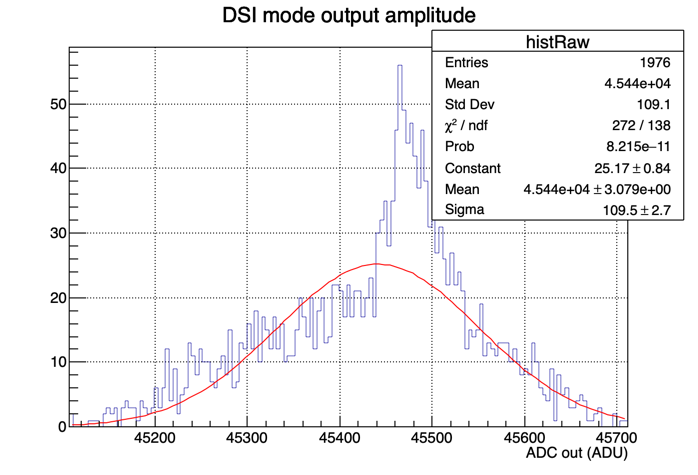 DSI mode output amplitude
histRaw
Entries 1976
Mean 4.544e+04
Std Dev 109.1
χ² / ndf 272 / 138
Prob 8.215e−11
Constant 25.17 ± 0.84
Mean 4.544e+04 ± 3.079e+00
Sigma 109.5 ± 2.7
50
40
30
20
10
0
45200 45300 45400 45500 45600 45700
ADC out (ADU)